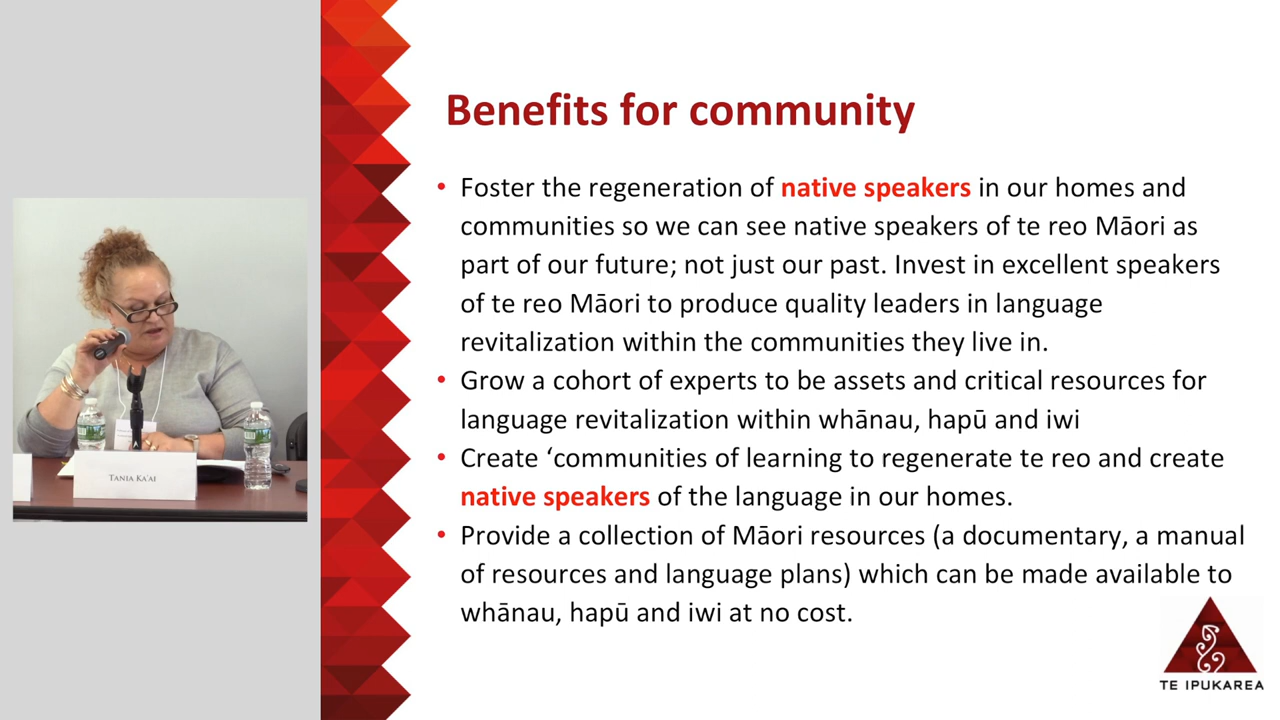 Benefits for community
• Foster the regeneration of native speakers in our homes and
communities so we can see native speakers of te reo Māori as
part of our future; not just our past. Invest in excellent speakers
of te reo Māori to produce quality leaders in language
revitalization within the communities they live in.
• Grow a cohort of experts to be assets and critical resources for
language revitalization within whānau, hapū and iwi
• Create ‘communities of learning to regenerate te reo and create
native speakers of the language in our homes.
• Provide a collection of Māori resources (a documentary, a manual
of resources and language plans) which can be made available to
whānau, hapū and iwi at no cost.
TANIA KA'AI
TE IPUKAREA